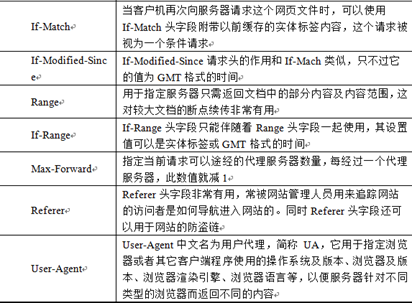 当客户机再次向服务器请求这个网页文件时，可以使用
If-Match
If-Match 头字段附带以前缓存的实体标签内容，这个请求被
视为一个条件请求
If-Modified-Sinc
e
If-Modified-Since 请求头的作用和 If-Mach 类似，只不过它
的值为 GMT 格式的时间
Range
用于指定服务器只需返回文档中的部分内容及内容范围，这
对较大文档的断点续传非常有用
If-Range
If-Range 头字段只能伴随着 Range 头字段一起使用，其设置
值可以是实体标签或 GMT 格式的时间
Max-Forward
指定当前请求可以途经的代理服务器数量，每经过一个代理
服务器，此数值就减 1
Referer
Referer 头字段非常有用，常被网站管理人员用来追踪网站
的访问者是如何导航进入网站的。同时 Referer 头字段还可
以用于网站的防盗链
User-Agent
User-Agent 中文名为用户代理，简称 UA，它用于指定浏览
器或者其它客户端程序使用的操作系统及版本、浏览器及版
本、浏览器渲染引擎、浏览器语言等，以便服务器针对不同
类型的浏览器而返回不同的内容